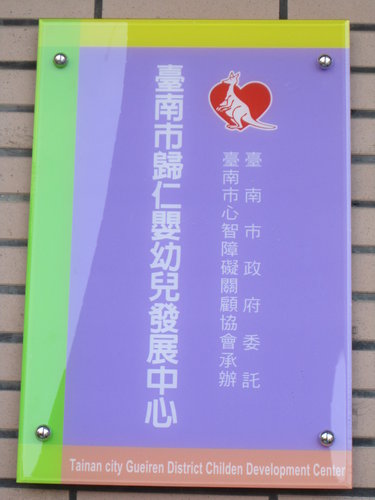 臺南市政府委託
臺南市心智障礙關顧協會承辦
臺南市歸仁嬰幼兒發展中心
Tainan city Gueiren District Childen Development Center